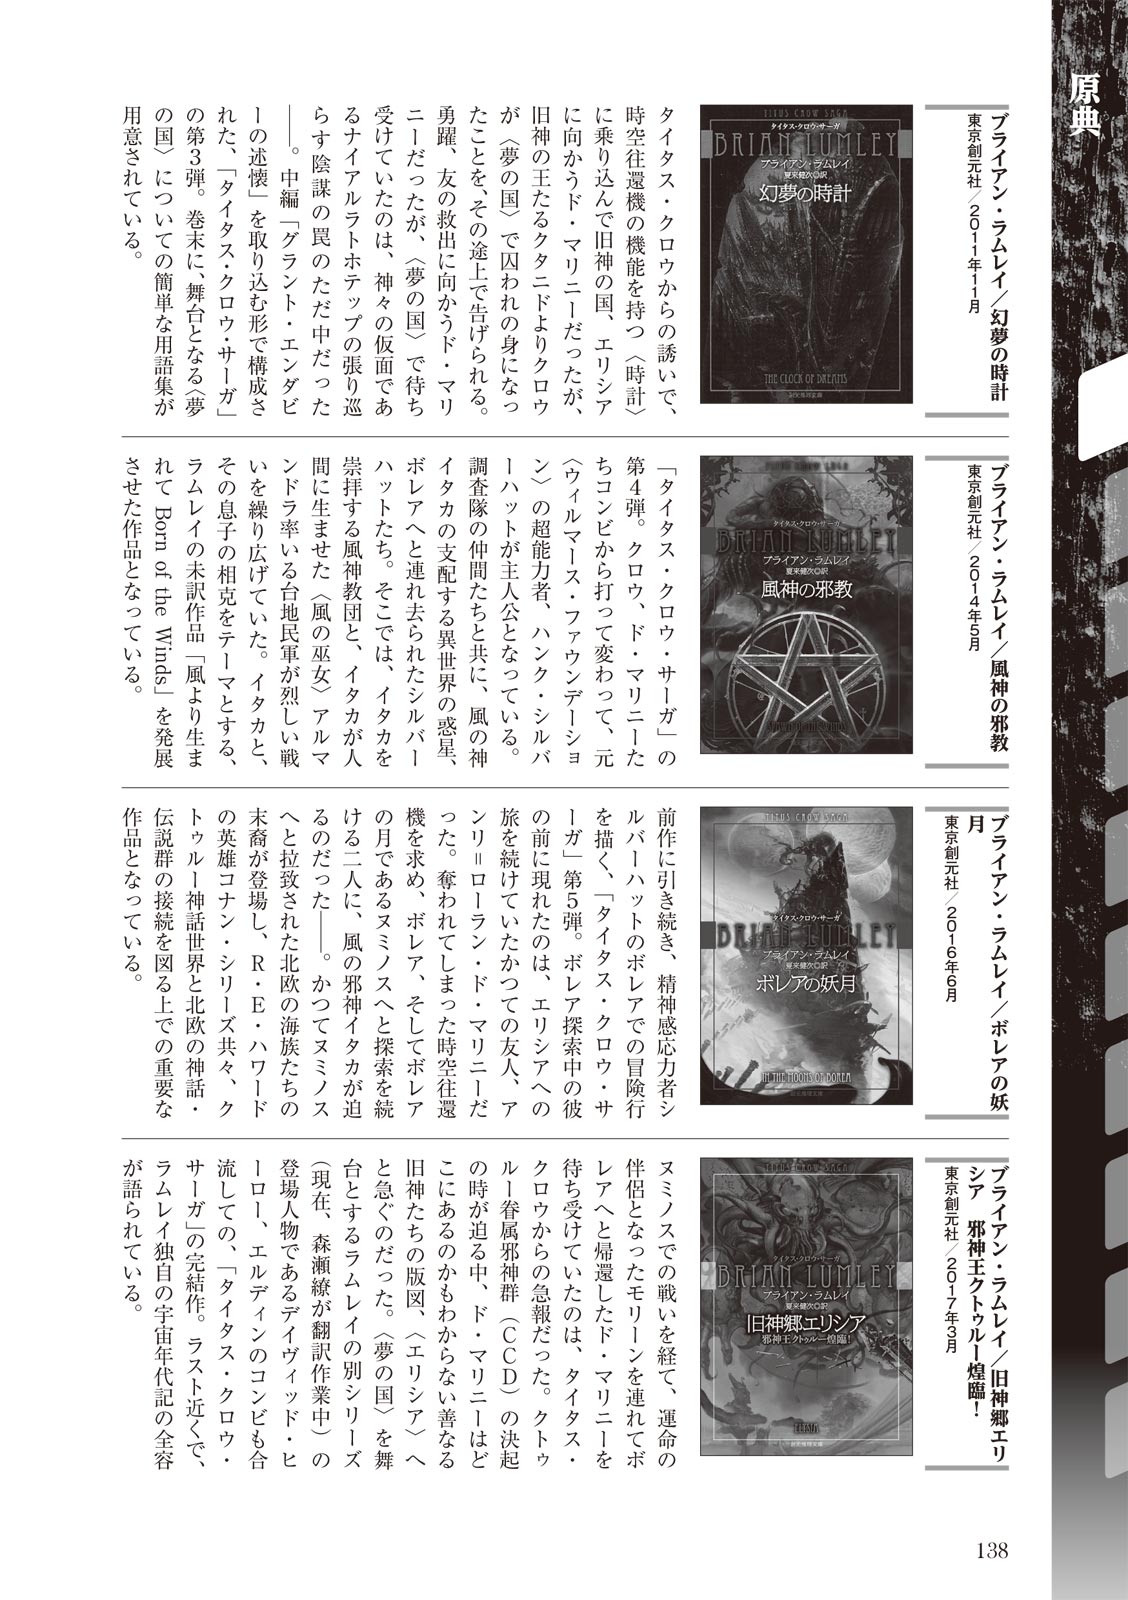 原典
ブライアン・ラムレイ／幻夢の時計
東京創元社／2011年11月
TITUS CROW SAGA
タイタス・クロウ・サーガ
BRIAN LUMLEY
ブライアン・ラムレイ
夏来健次◎訳
幻夢の時計
THE CLOCK OF DREAMS
創元推理文庫
タイタス・クロウからの誘いで、
時空往還機の機能を持つ〈時計〉
に乗り込んで旧神の国、エリシア
に向かうド・マリニーだったが、
旧神の王たるクタニドよりクロウ
が〈夢の国〉で囚われの身になっ
たことを、その途上で告げられる。
勇躍、友の救出に向かうド・マリ
ニーだったが、〈夢の国〉で待ち
受けていたのは、神々の仮面であ
るナイアルラトホテップの張り巡
らす陰謀の罠のただ中だった
――。中編「グラント・エンダビ
ーの述懐」を取り込む形で構成さ
れた、「タイタス・クロウ・サーガ」
の第３弾。巻末に、舞台となる〈夢
の国〉についての簡単な用語集が
用意されている。
ブライアン・ラムレイ／風神の邪教
東京創元社／2014年5月
TITUS CROW SAGA
タイタス・クロウ・サーガ
BRIAN LUMLEY
ブライアン・ラムレイ
夏来健次◎訳
風神の邪教
「タイタス・クロウ・サーガ」の
第４弾。クロウ、ド・マリニーた
ちコンビから打って変わって、元
〈ウィルマース・ファウンデーショ
ン〉の超能力者、ハンク・シルバ
ーハットが主人公となっている。
調査隊の仲間たちと共に、風の神
イタカの支配する異世界の惑星、
ボレアへと連れ去られたシルバー
ハットたち。そこでは、イタカを
崇拝する風神教団と、イタカが人
間に生ませた〈風の巫女〉アルマ
ンドラ率いる台地民軍が烈しい戦
いを繰り広げていた。イタカと、
その息子の相克をテーマとする、
ラムレイの未訳作品「風より生ま
れて Born of the Winds」を発展
させた作品となっている。
ブライアン・ラムレイ／ボレアの妖
月
東京創元社／2016年6月
TITUS CROW SAGA
タイタス・クロウ・サーガ
BRIAN LUMLEY
ブライアン・ラムレイ
夏来健次◎訳
ボレアの妖月
IN THE MOONS OF BOREA
創元推理文庫
前作に引き続き、精神感応力者シ
ルバーハットのボレアでの冒険行
を描く、「タイタス・クロウ・サ
ーガ」第５弾。ボレア探索中の彼
の前に現れたのは、エリシアへの
旅を続けていたかつての友人、ア
ンリ＝ローラン・ド・マリニーだ
った。奪われてしまった時空往還
機を求め、ボレア、そしてボレア
の月であるヌミノスへと探索を続
ける二人に、風の邪神イタカが迫
るのだった――。かつてヌミノス
へと拉致された北欧の海族たちの
末裔が登場し、Ｒ・Ｅ・ハワード
の英雄コナン・シリーズ共々、ク
トゥルー神話世界と北欧の神話・
伝説群の接続を図る上での重要な
作品となっている。
ブライアン・ラムレイ／旧神郷エリ
シア　邪神王クトゥルー煌臨！
東京創元社／2017年3月
TITUS CROW SAGA
タイタス・クロウ・サーガ
BRIAN LUMLEY
ブライアン・ラムレイ
夏来健次◎訳
旧神郷エリシア
邪神王クトゥルー煌臨！
ELYSIA
創元推理文庫
ヌミノスでの戦いを経て、運命の
伴侶となったモリーンを連れてボ
レアへと帰還したド・マリニーを
待ち受けていたのは、タイタス・
クロウからの急報だった。クトゥ
ルー眷属邪神群（ＣＣＤ）の決起
の時が迫る中、ド・マリニーはど
こにあるのかもわからない善なる
旧神たちの版図、〈エリシア〉へ
と急ぐのだった。〈夢の国〉を舞
台とするラムレイの別シリーズ
（現在、森瀬繚が翻訳作業中）の
登場人物であるデイヴィッド・ヒ
ーロー、エルディンのコンビも合
流しての、「タイタス・クロウ・
サーガ」の完結作。ラスト近くで、
ラムレイ独自の宇宙年代記の全容
が語られている。
138